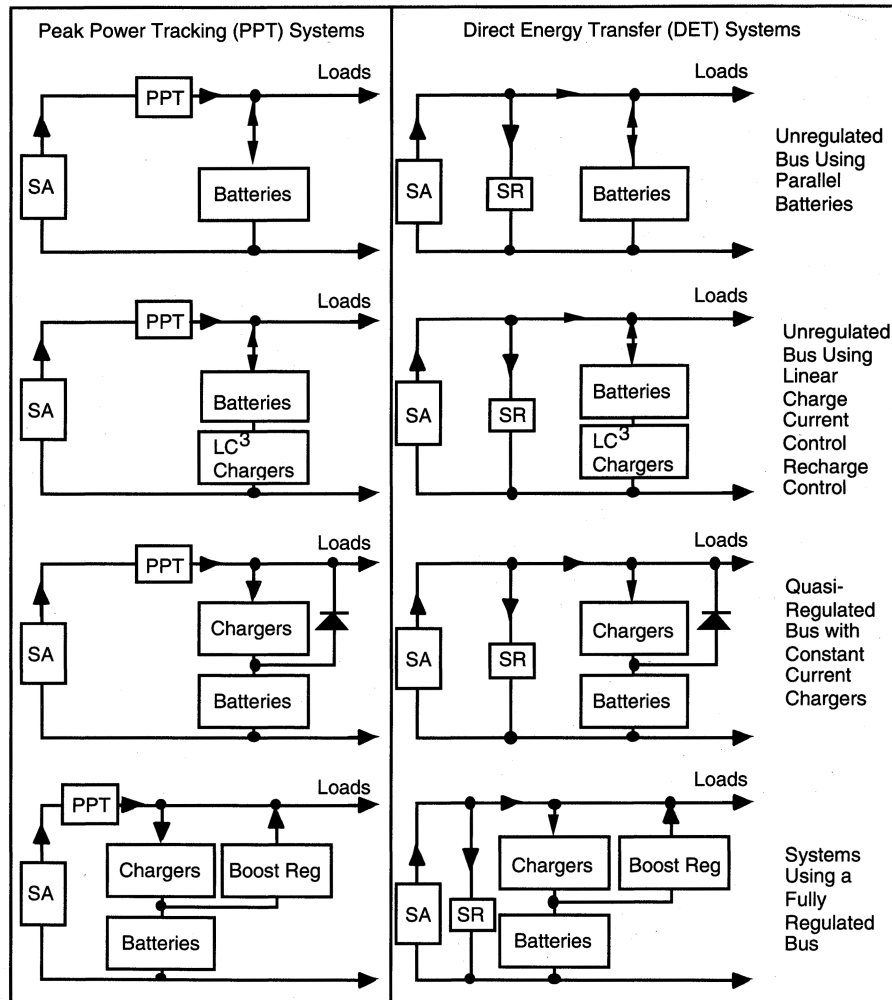 Peak Power Tracking (PPT) Systems
Direct Energy Transfer (DET) Systems
Loads
PPT
SA
Batteries
Loads
SA
SR
Batteries
Unregulated
Bus Using
Parallel
Batteries
Loads
PPT
SA
Batteries
LC³
Chargers
Loads
SA
SR
Batteries
LC³
Chargers
Unregulated
Bus Using
Linear
Charge
Current
Control
Recharge
Control
Loads
PPT
SA
Chargers
Batteries
Loads
SA
SR
Chargers
Batteries
Quasi-
Regulated
Bus with
Constant
Current
Chargers
Loads
PPT
SA
Chargers
Boost Reg
Batteries
Loads
SA
SR
Chargers
Boost Reg
Batteries
Systems
Using a
Fully
Regulated
Bus